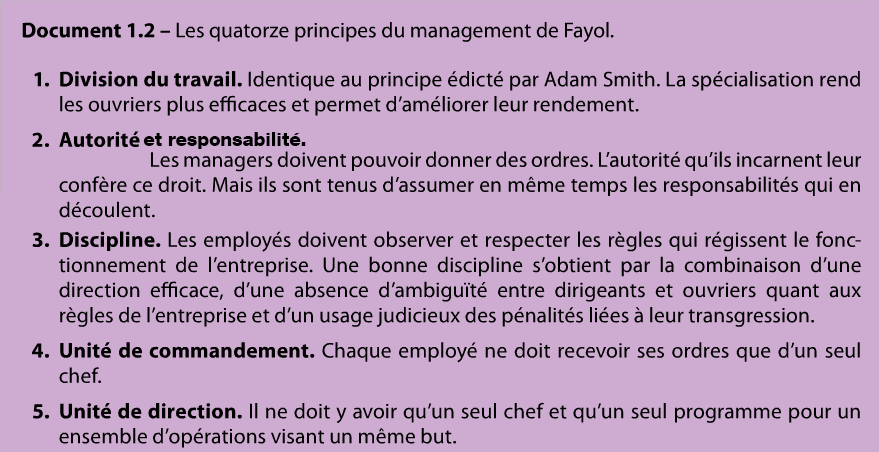 Document 1.2 – Les quatorze principes du management de Fayol.
1. Division du travail. Identique au principe édicté par Adam Smith. La spécialisation rend
les ouvriers plus efficaces et permet d'améliorer leur rendement.
2. Autorité et responsabilité.
Les managers doivent pouvoir donner des ordres. L'autorité qu'ils incarnent leur
confère ce droit. Mais ils sont tenus d'assumer en même temps les responsabilités qui en
découlent.
3. Discipline. Les employés doivent observer et respecter les règles qui régissent le fonc-
tionnement de l'entreprise. Une bonne discipline s'obtient par la combinaison d'une
direction efficace, d'une absence d'ambiguïté entre dirigeants et ouvriers quant aux
règles de l'entreprise et d'un usage judicieux des pénalités liées à leur transgression.
4. Unité de commandement. Chaque employé ne doit recevoir ses ordres que d'un seul
chef.
5. Unité de direction. Il ne doit y avoir qu'un seul chef et qu'un seul programme pour un
ensemble d'opérations visant un même but.